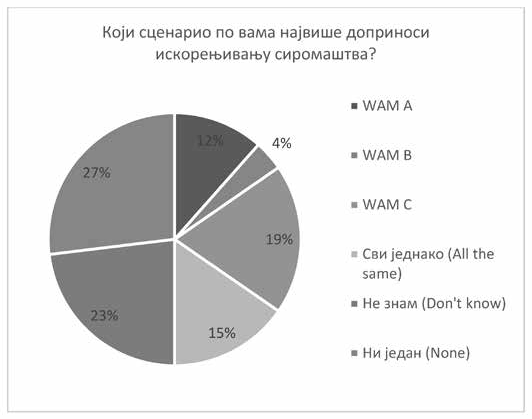 Који сценарио по вама највише доприноси
искорењивању сиромаштва?
12%
4%
19%
15%
23%
27%
WAM A
WAM B
WAM C
Сви једнако (All the
same)
Не знам (Don't know)
Ни један (None)